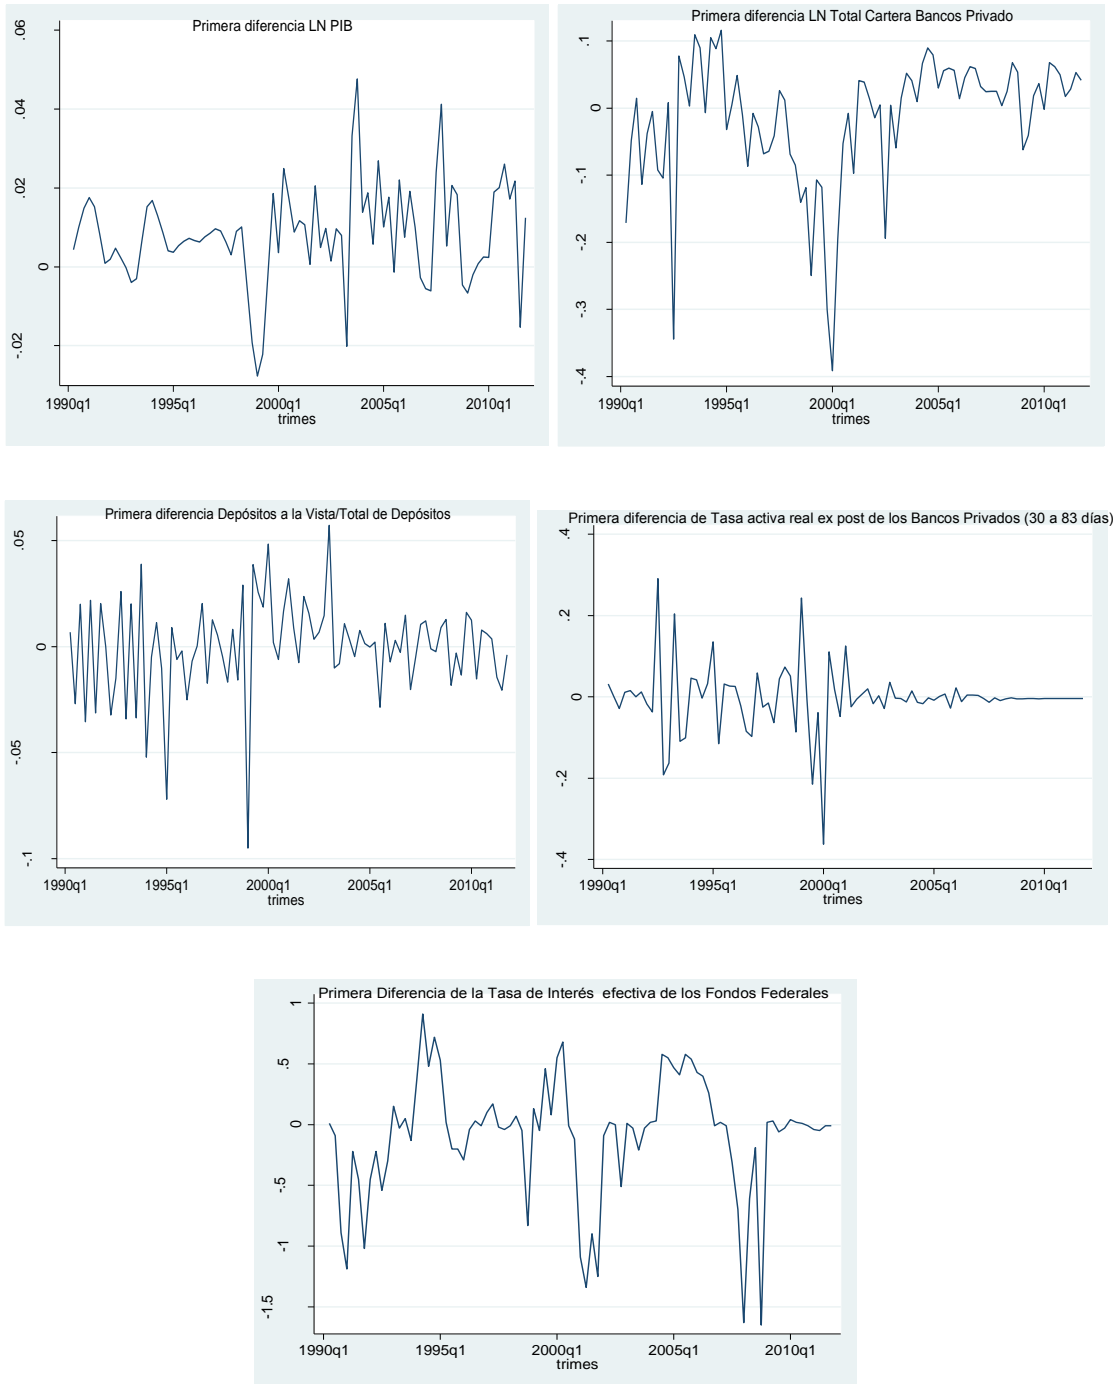 Primera diferencia LN PIB
.06
.04
.02
0
-.02
1990q1 1995q1 2000q1 2005q1 2010q1
trimes
Primera diferencia LN Total Cartera Bancos Privado
.1
0
-.1
-.2
-.3
-.4
1990q1 1995q1 2000q1 2005q1 2010q1
trimes
Primera diferencia Depósitos a la Vista/Total de Depósitos
.05
0
-.05
-.1
1990q1 1995q1 2000q1 2005q1 2010q1
trimes
Primera diferencia de Tasa activa real ex post de los Bancos Privados (30 a 83 días)
.4
.2
0
-.2
-.4
1990q1 1995q1 2000q1 2005q1 2010q1
trimes
Primera Diferencia de la Tasa de Interés efectiva de los Fondos Federales
1
.5
0
-.5
-1
-1.5
1990q1 1995q1 2000q1 2005q1 2010q1
trimes